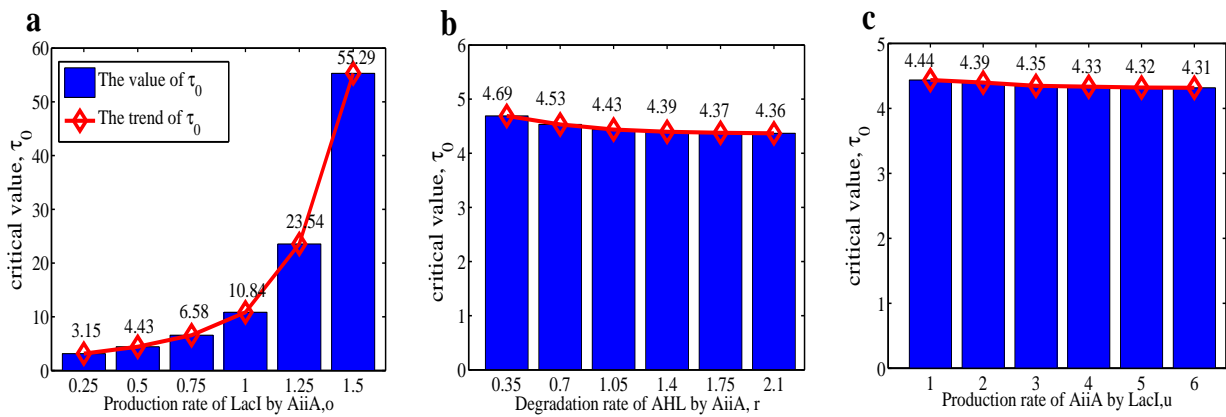 a
critical value, τ0
60
50
40
30
20
10
0
The value of τ0
The trend of τ0
3.15
4.43
6.58
10.84
23.54
55.29
0.25 0.5 0.75 1 1.25 1.5
Production rate of LacI by AiiA,o
b
critical value, τ0
6
5
4
3
2
1
0
4.69 4.53 4.43 4.39 4.37 4.36
0.35 0.7 1.05 1.4 1.75 2.1
Degradation rate of AHL by AiiA, r
c
critical value, τ0
5
4
3
2
1
0
4.44 4.39 4.35 4.33 4.32 4.31
1 2 3 4 5 6
Production rate of AiiA by LacI,u